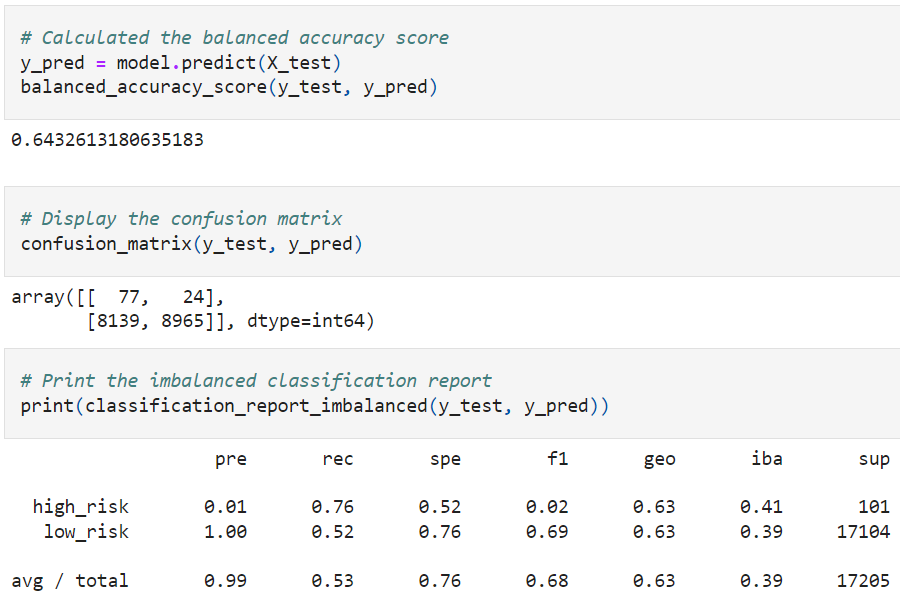 # Calculated the balanced accuracy score
y_pred = model.predict(X_test)
balanced_accuracy_score(y_test, y_pred)
0.6432613180635183
# Display the confusion matrix
confusion_matrix(y_test, y_pred)
array([[  77,   24],
       [8139, 8965]], dtype=int64)
# Print the imbalanced classification report
print(classification_report_imbalanced(y_test, y_pred))
pre rec spe f1 geo iba sup
high_risk 0.01 0.76 0.52 0.02 0.63 0.41 101
low_risk 1.00 0.52 0.76 0.69 0.63 0.39 17104
avg / total 0.99 0.53 0.76 0.68 0.63 0.39 17205